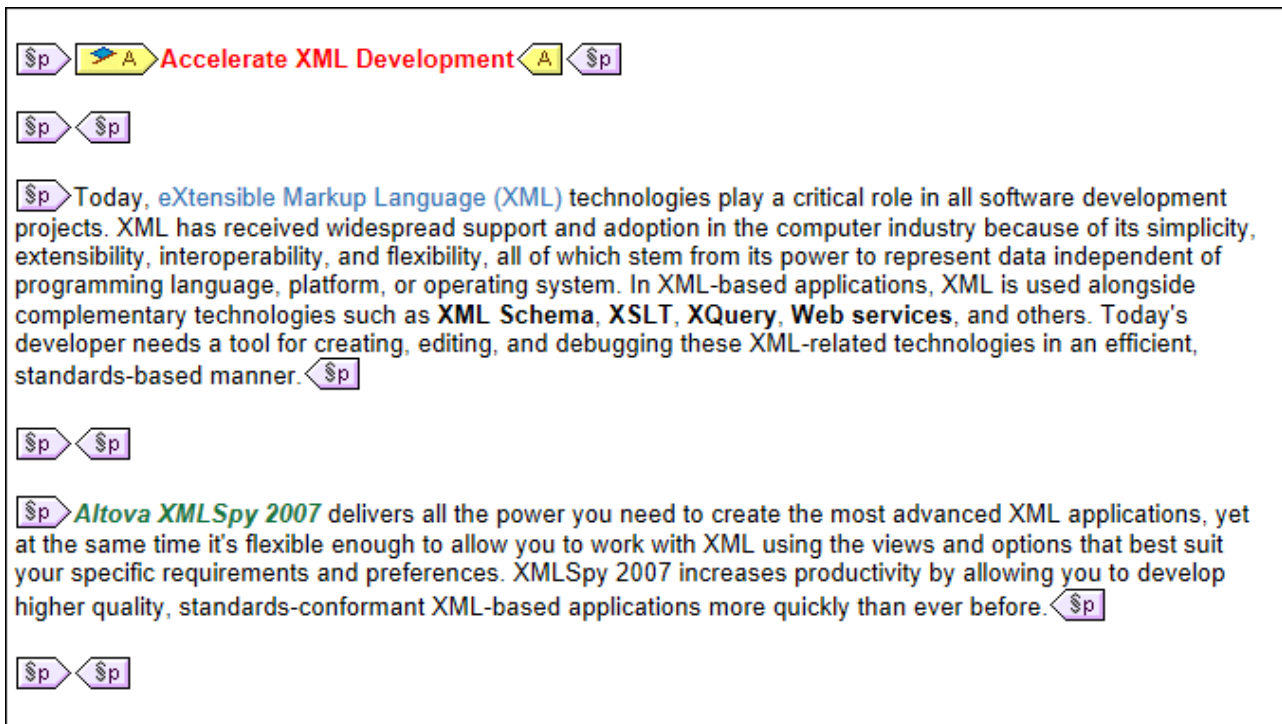 §p A Accelerate XML Development A §p
§p §p
§p Today, eXtensible Markup Language (XML) technologies play a critical role in all software development
projects. XML has received widespread support and adoption in the computer industry because of its simplicity,
extensibility, interoperability, and flexibility, all of which stem from its power to represent data independent of
programming language, platform, or operating system. In XML-based applications, XML is used alongside
complementary technologies such as XML Schema, XSLT, XQuery, Web services, and others. Today's
developer needs a tool for creating, editing, and debugging these XML-related technologies in an efficient,
standards-based manner. §p
§p §p
§p Altova XMLSpy 2007 delivers all the power you need to create the most advanced XML applications, yet
at the same time it's flexible enough to allow you to work with XML using the views and options that best suit
your specific requirements and preferences. XMLSpy 2007 increases productivity by allowing you to develop
higher quality, standards-conformant XML-based applications more quickly than ever before. §p
§p §p